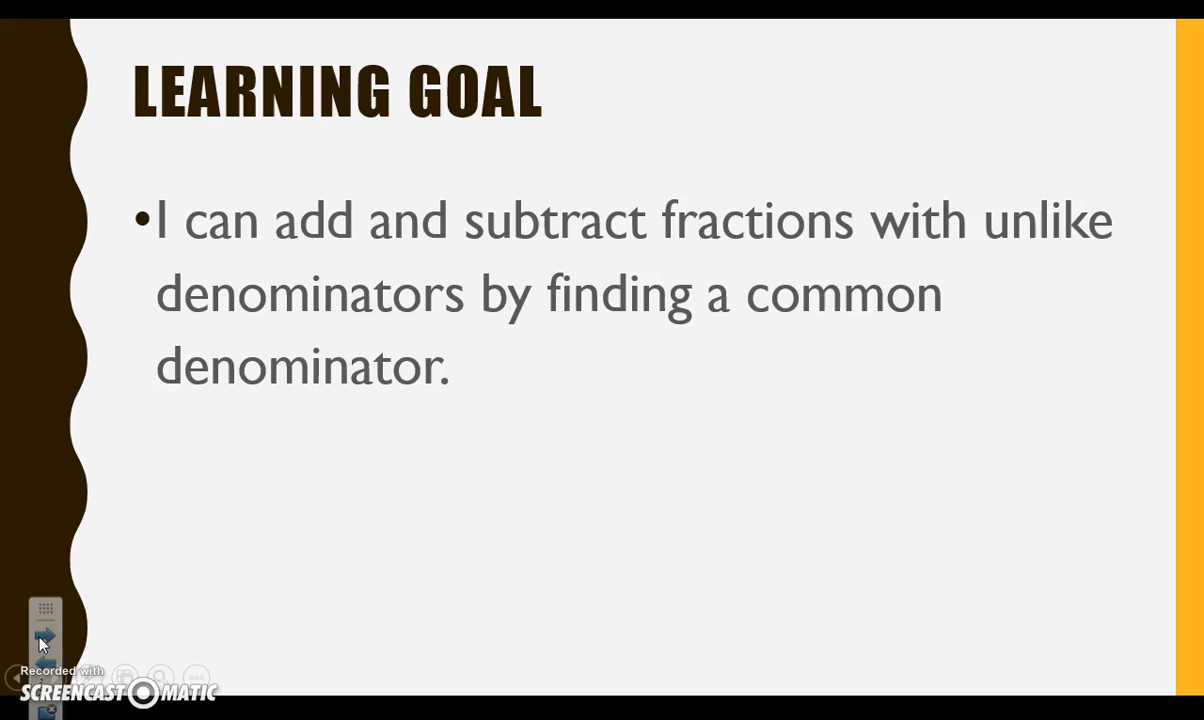 LEARNING GOAL
•I can add and subtract fractions with unlike
denominators by finding a common
denominator.
Recorded with
SCREENCAST MATIC